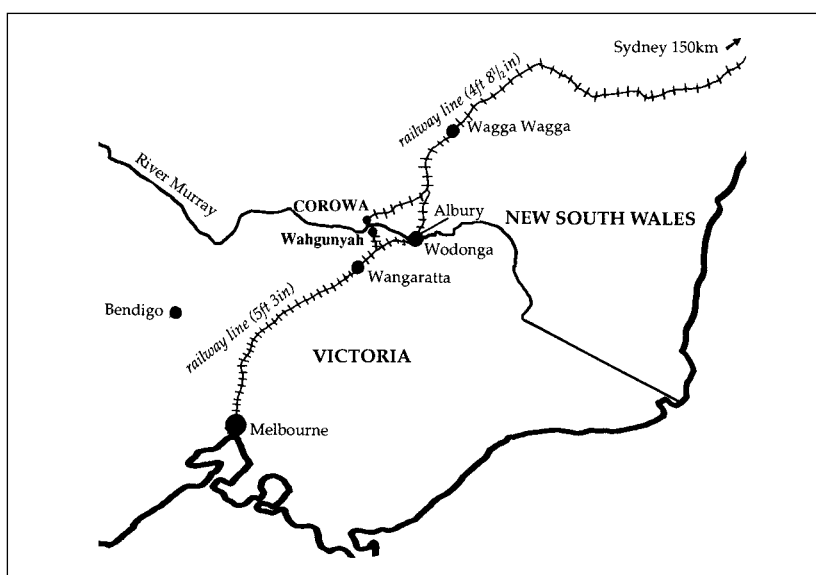 Sydney 150km
railway line (4ft 8½in)
Wagga Wagga
River Murray
COROWA
Albury
NEW SOUTH WALES
Wahgunyah
Wodonga
Wangaratta
Bendigo
railway line (5ft 3in)
VICTORIA
Melbourne